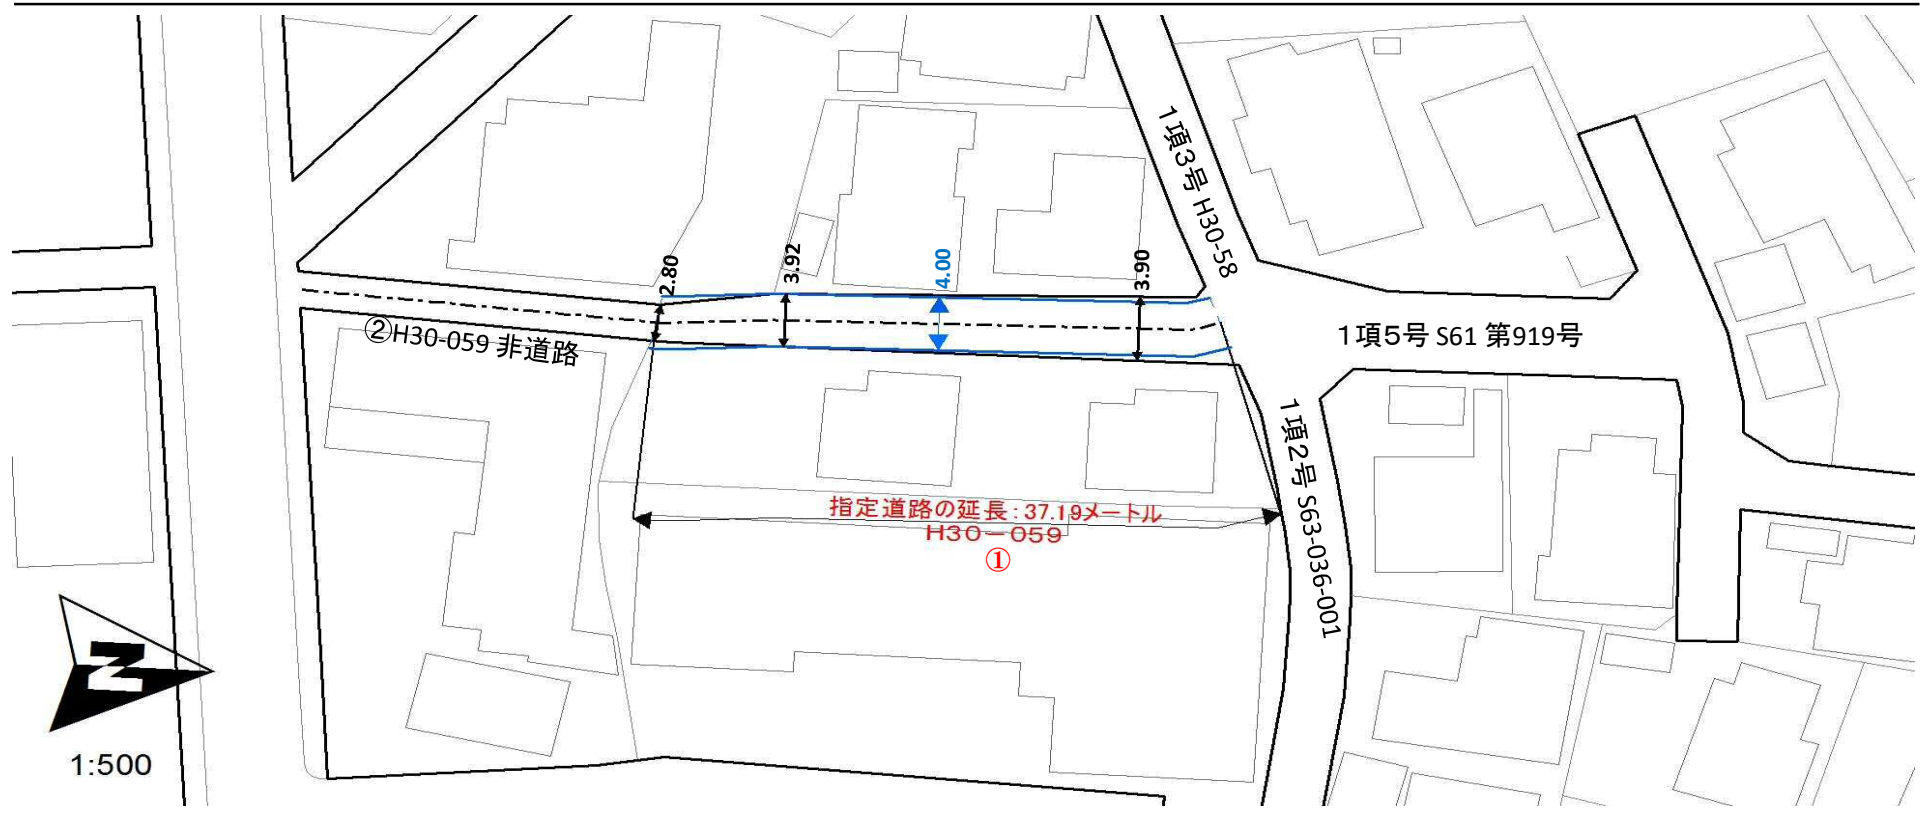 1項3号 H30-58
2.80
3.92
4.00
3.90
②H30-059 非道路
1項5号 S61 第919号
1項2号 S63-036-001
指定道路の延長:37.19メートル
H30-059
①
N
1:500